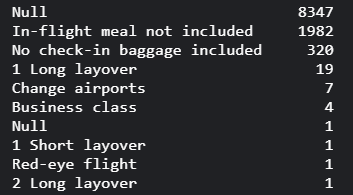 Null 8347
In-flight meal not included 1982
No check-in baggage included 320
1 Long layover 19
Change airports 7
Business class 4
Null 1
1 Short layover 1
Red-eye flight 1
2 Long layover 1